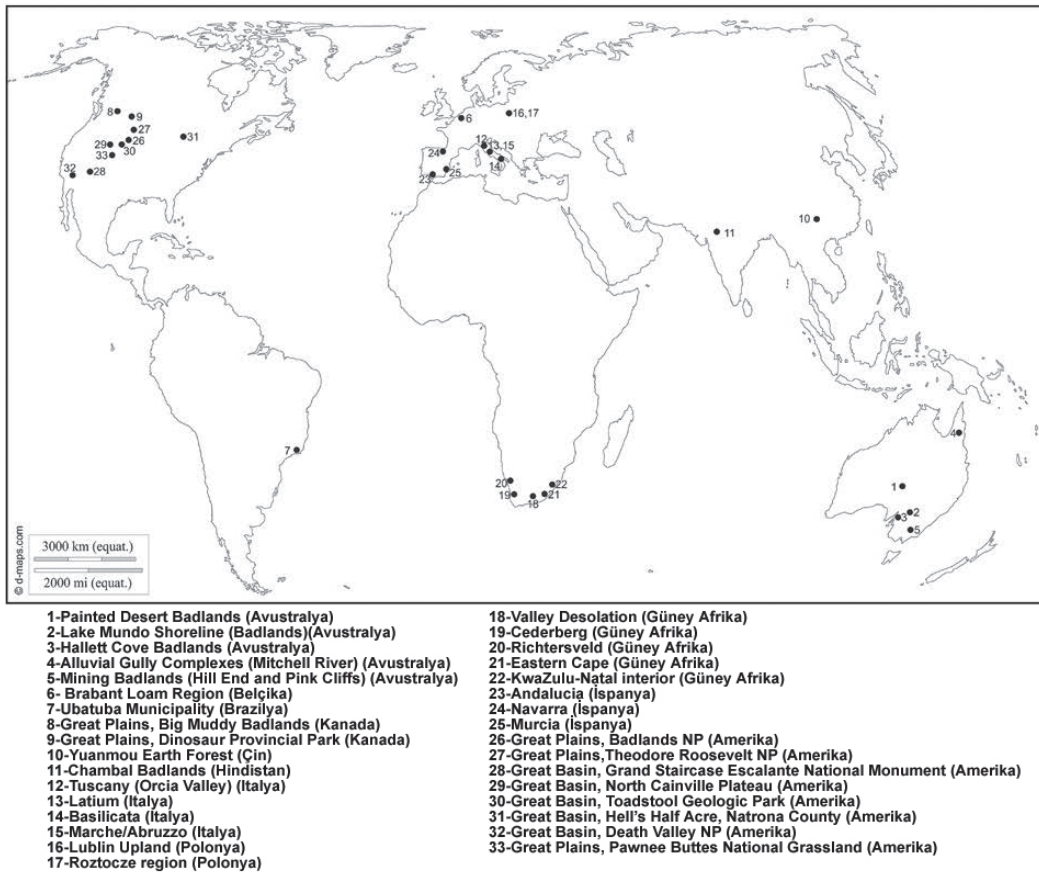 8
9
27
26
29
30
31
33
32
28
6
16,17
12
13,15
24
14
23
25
10
11
7
4
20
22
19
21
18
1
2
3
5
© d-maps.com
3000 km (equat.)
2000 mi (equat.)
1-Painted Desert Badlands (Avustralya)
2-Lake Mundo Shoreline (Badlands)(Avustralya)
3-Hallett Cove Badlands (Avustralya)
4-Alluvial Gully Complexes (Mitchell River) (Avustralya)
5-Mining Badlands (Hill End and Pink Cliffs) (Avustralya)
6- Brabant Loam Region (Belçika)
7-Ubatuba Municipality (Brazilya)
8-Great Plains, Big Muddy Badlands (Kanada)
9-Great Plains, Dinosaur Provincial Park (Kanada)
10-Yuanmou Earth Forest (Çin)
11-Chambal Badlands (Hindistan)
12-Tuscany (Orcia Valley) (Italya)
13-Latium (Italya)
14-Basilicata (Italya)
15-Marche/Abruzzo (Italya)
16-Lublin Upland (Polonya)
17-Roztocze region (Polonya)
18-Valley Desolation (Güney Afrika)
19-Cederberg (Güney Afrika)
20-Richtersveld (Güney Afrika)
21-Eastern Cape (Güney Afrika)
22-KwaZulu-Natal interior (Güney Afrika)
23-Andalucia (İspanya)
24-Navarra (İspanya)
25-Murcia (İspanya)
26-Great Plains, Badlands NP (Amerika)
27-Great Plains,Theodore Roosevelt NP (Amerika)
28-Great Basin, Grand Staircase Escalante National Monument (Amerika)
29-Great Basin, North Cainville Plateau (Amerika)
30-Great Basin, Toadstool Geologic Park (Amerika)
31-Great Basin, Hell's Half Acre, Natrona County (Amerika)
32-Great Basin, Death Valley NP (Amerika)
33-Great Plains, Pawnee Buttes National Grassland (Amerika)